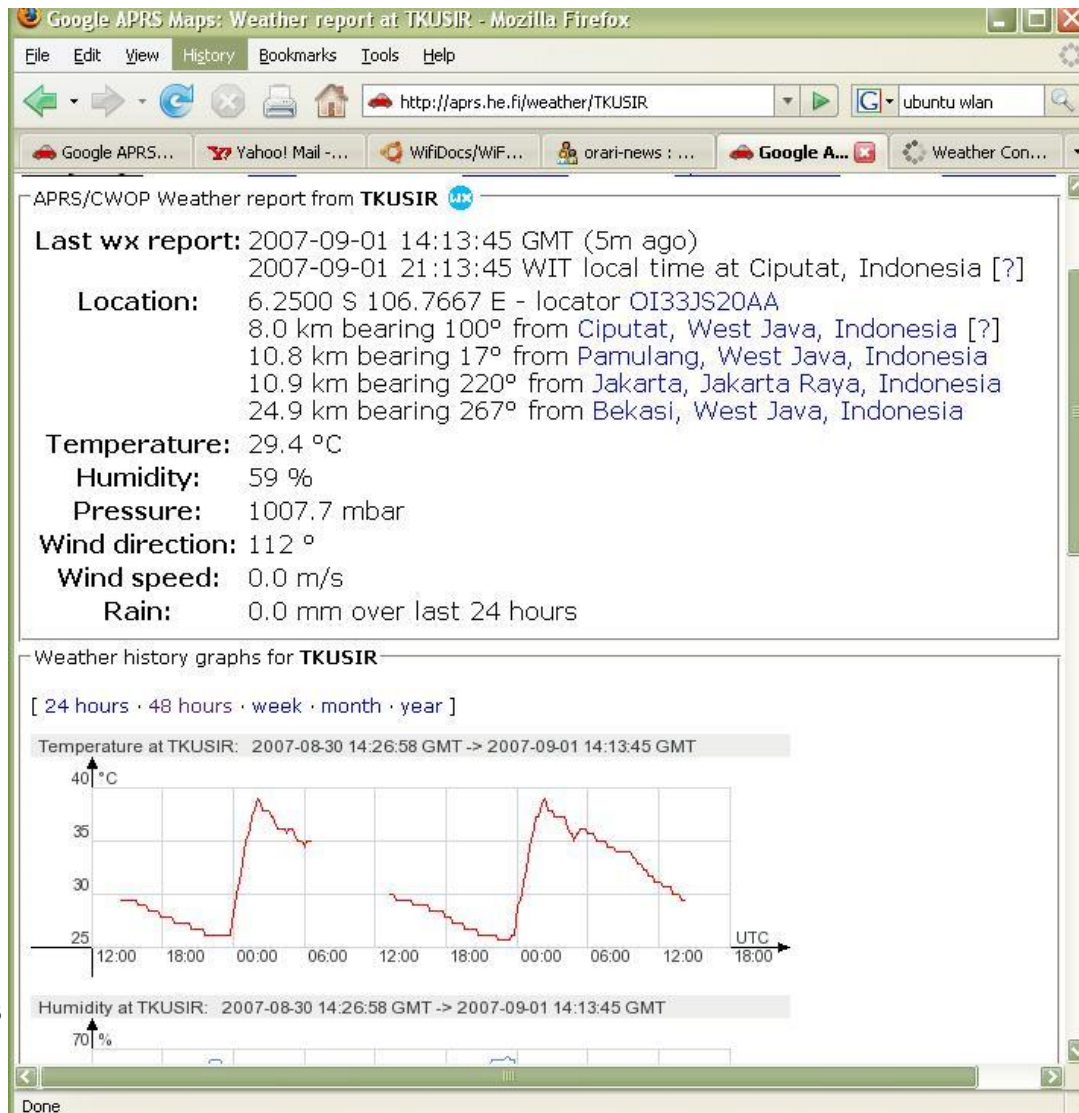 Google APRS Maps: Weather report at TKUSIR - Mozilla Firefox
File Edit View History Bookmarks Tools Help
http://aprs.he.fi/weather/TKUSIR G ubuntu wlan
Google APRS... Yahoo! Mail -... WifiDocs/WiF... orari-news : ... Google A... Weather Con...
APRS/CWOP Weather report from TKUSIR wx
Last wx report: 2007-09-01 14:13:45 GMT (5m ago)
2007-09-01 21:13:45 WIT local time at Ciputat, Indonesia [?]
Location: 6.2500 S 106.7667 E - locator OI33JS20AA
8.0 km bearing 100º from Ciputat, West Java, Indonesia [?]
10.8 km bearing 17º from Pamulang, West Java, Indonesia
10.9 km bearing 220º from Jakarta, Jakarta Raya, Indonesia
24.9 km bearing 267º from Bekasi, West Java, Indonesia
Temperature: 29.4 ºC
Humidity: 59 %
Pressure: 1007.7 mbar
Wind direction: 112 º
Wind speed: 0.0 m/s
Rain: 0.0 mm over last 24 hours
Weather history graphs for TKUSIR
[ 24 hours · 48 hours · week · month · year ]
Temperature at TKUSIR: 2007-08-30 14:26:58 GMT -> 2007-09-01 14:13:45 GMT
40 °C
35
30
25 UTC
12:00 18:00 00:00 06:00 12:00 18:00 00:00 06:00 12:00 18:00
Humidity at TKUSIR: 2007-08-30 14:26:58 GMT -> 2007-09-01 14:13:45 GMT
70 %
Done